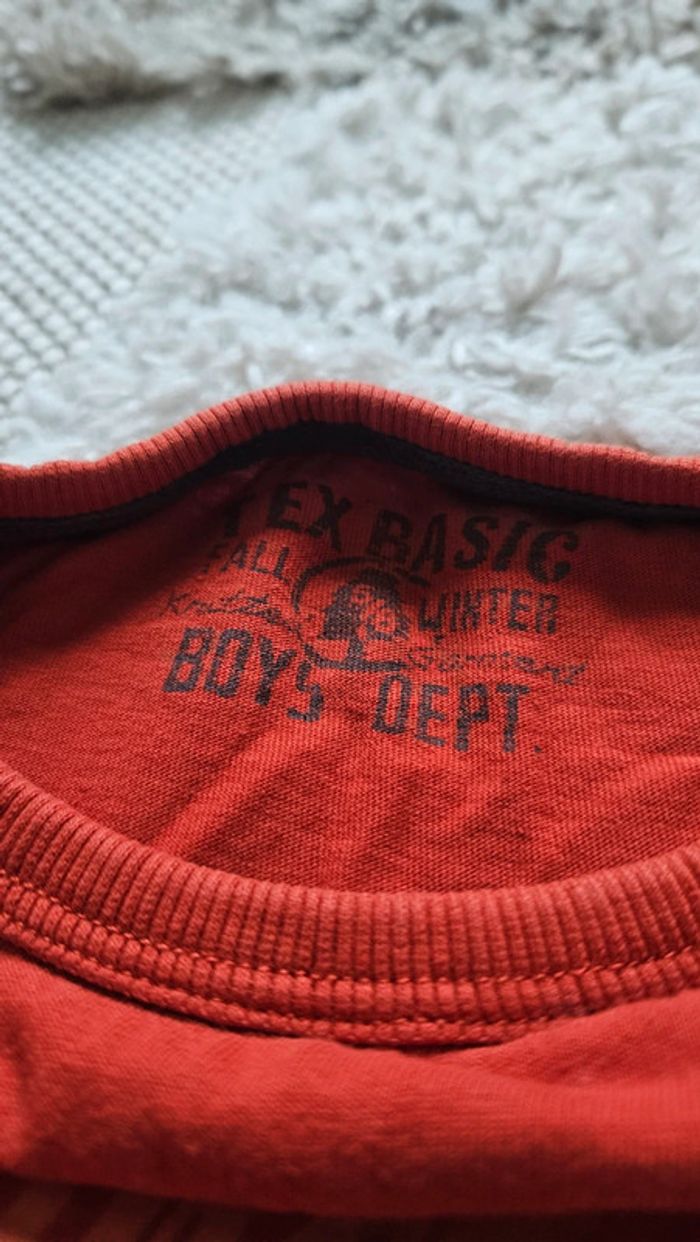 TEX BASIC
FALL WINTER
BOYS DEPT.